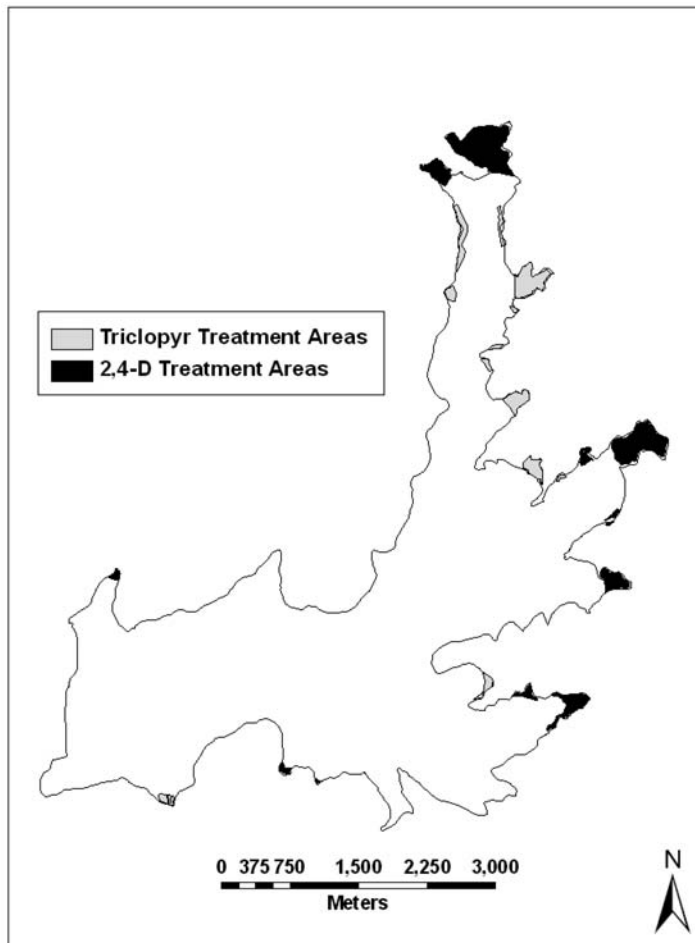 Triclopyr Treatment Areas
2,4-D Treatment Areas
N
0 375 750 1,500 2,250 3,000
Meters